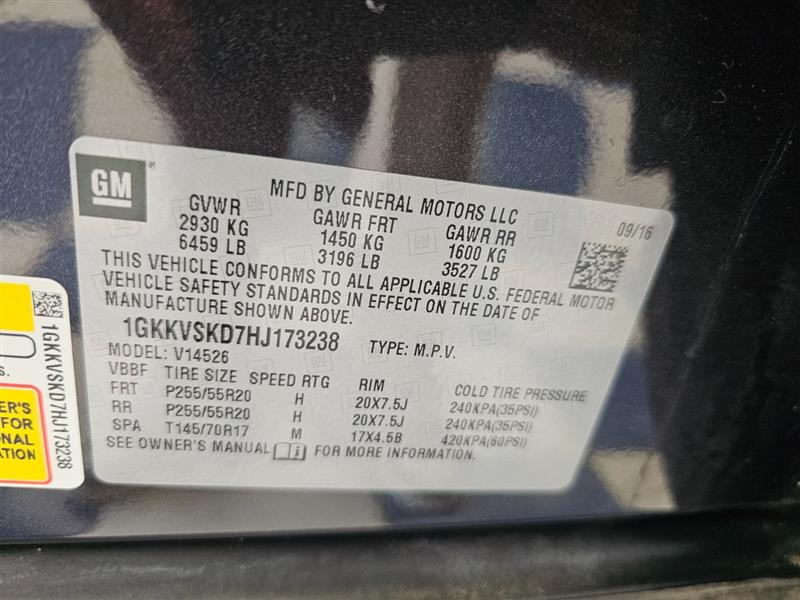 GM
MFD BY GENERAL MOTORS LLC
09/16
GVWR GAWR FRT GAWR RR
2930 KG 1450 KG 1600 KG
6459 LB 3196 LB 3527 LB
THIS VEHICLE CONFORMS TO ALL APPLICABLE U.S. FEDERAL MOTOR
VEHICLE SAFETY STANDARDS IN EFFECT ON THE DATE OF
MANUFACTURE SHOWN ABOVE.
1GKKVSKD7HJ173238 TYPE: M.P.V.
MODEL: V14526
VBBF TIRE SIZE SPEED RTG RIM COLD TIRE PRESSURE
FRT P255/55R20 H 20X7.5J 240KPA(35PSI)
RR P255/55R20 H 20X7.5J 240KPA(35PSI)
SPA T145/70R17 M 17X4.5B 420KPA(60PSI)
SEE OWNER'S MANUAL FOR MORE INFORMATION.
1GKKVSKD7HJ173238
S.
ER'S
FOR
ONAL
ATION